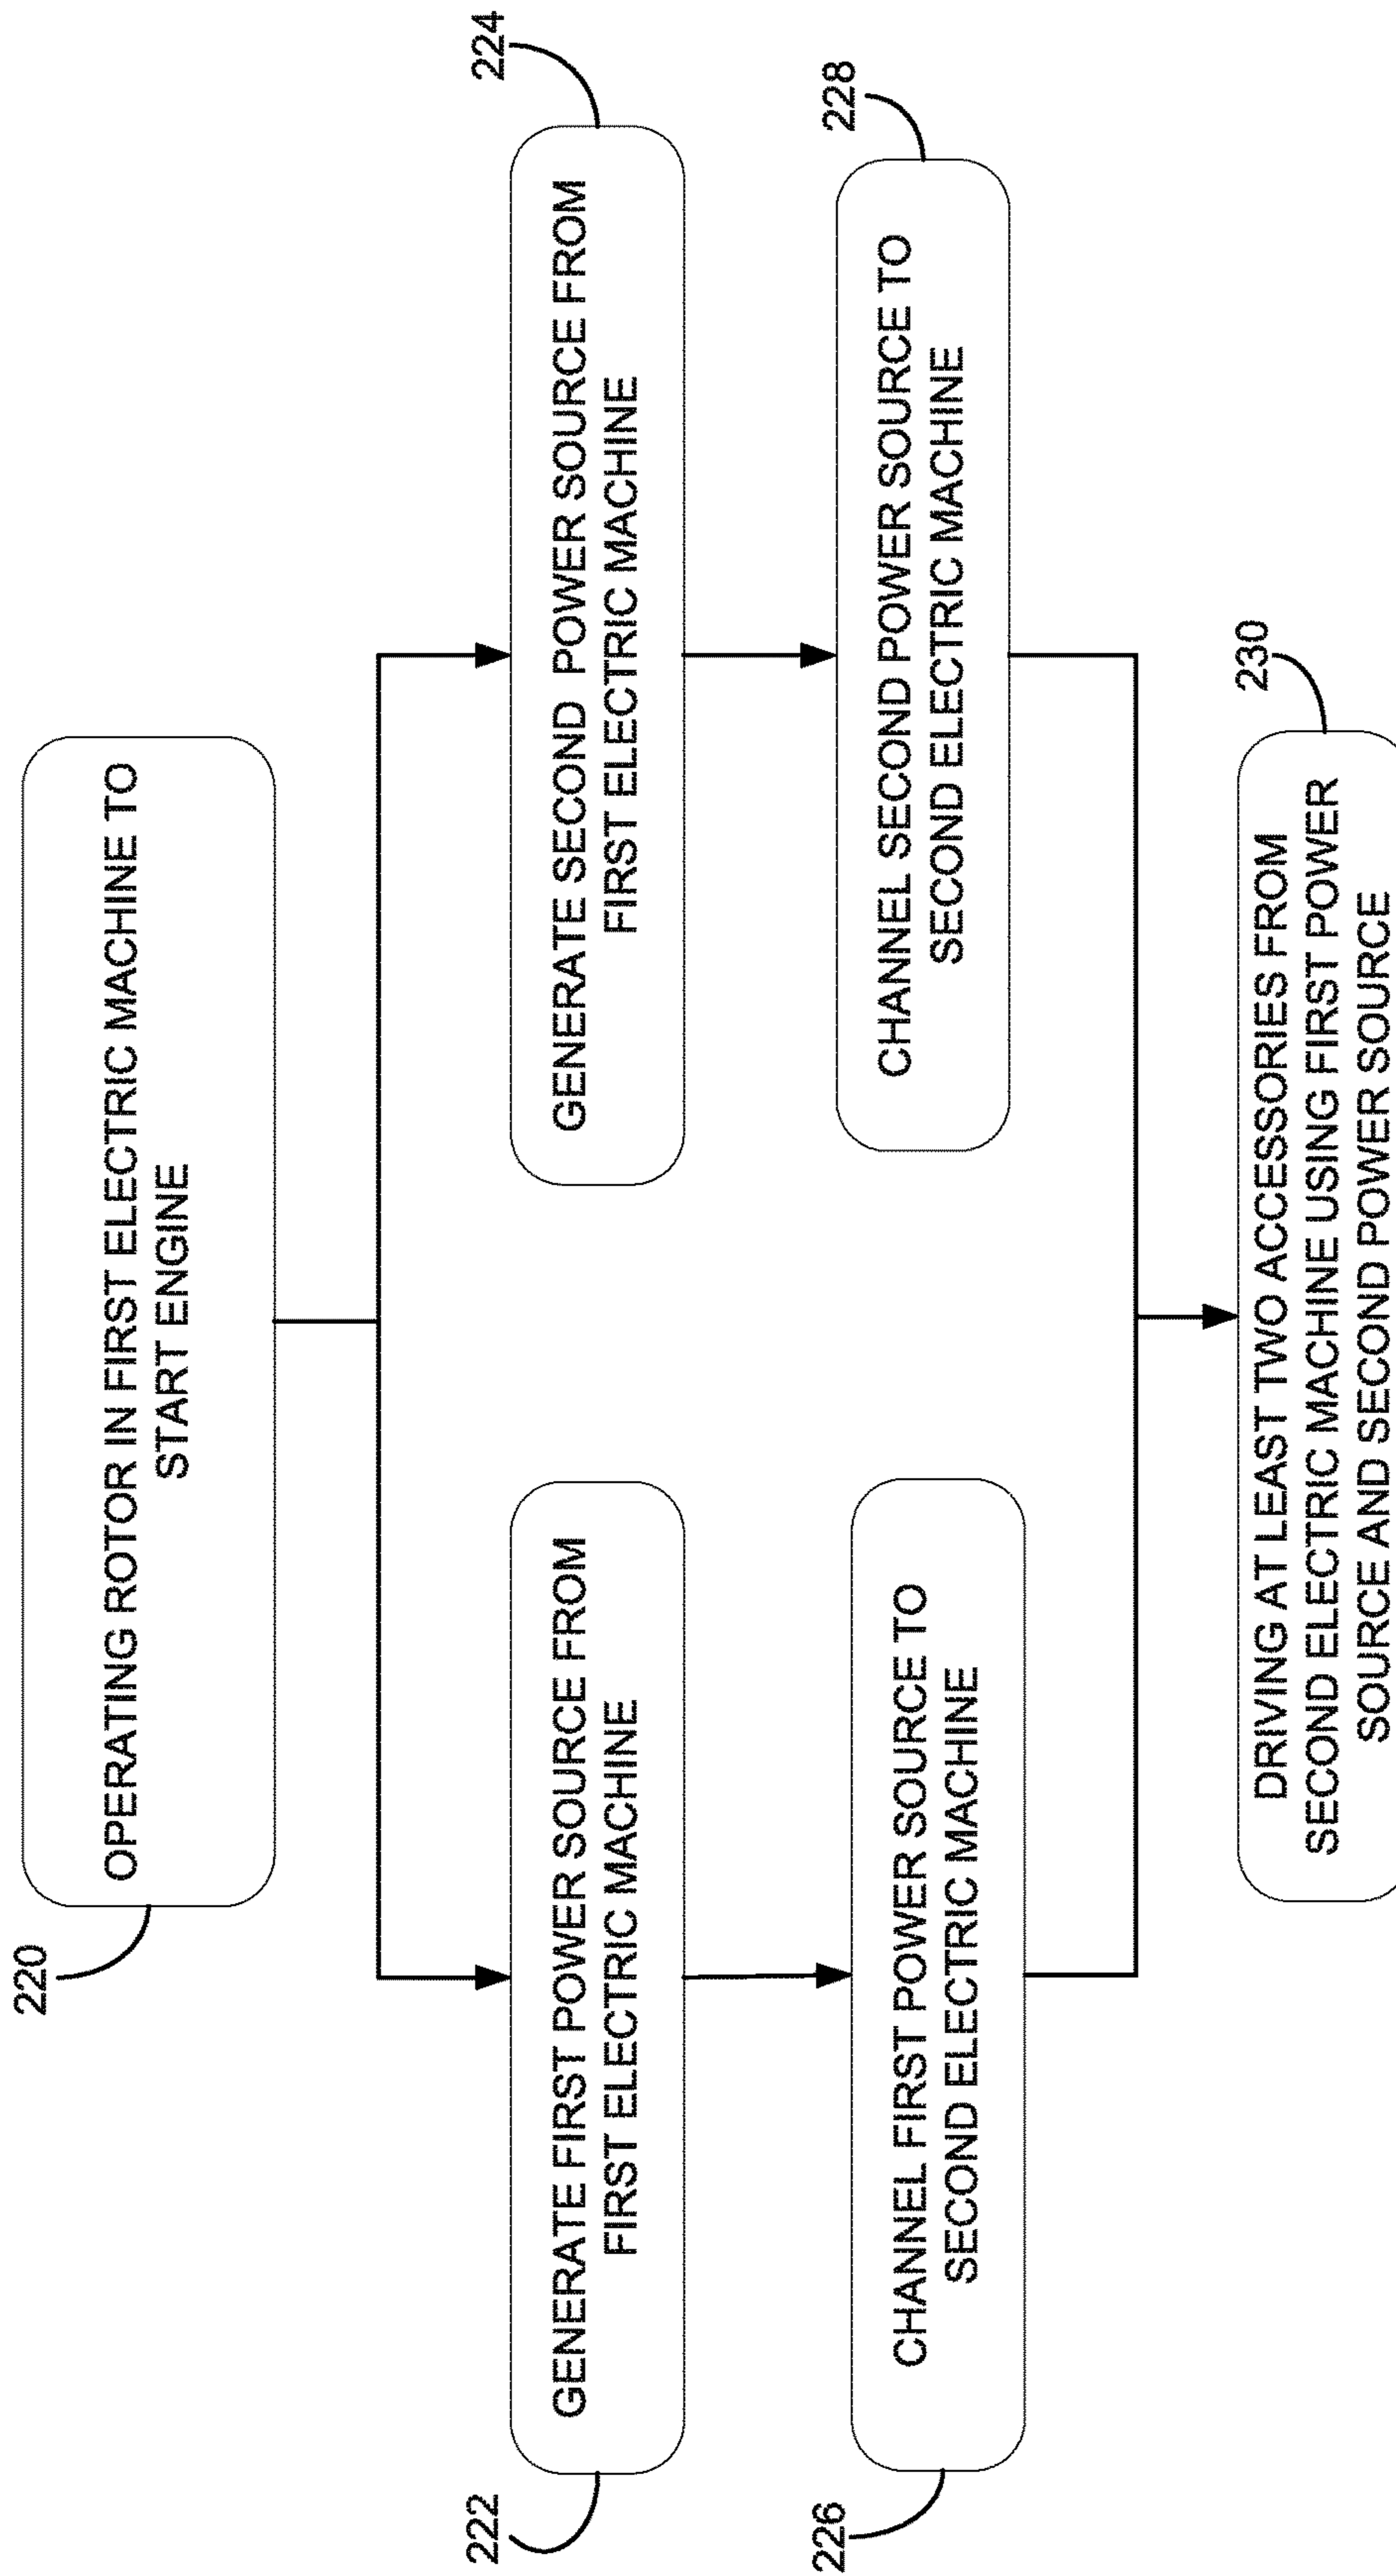 220
OPERATING ROTOR IN FIRST ELECTRIC MACHINE TO
START ENGINE
222
GENERATE FIRST POWER SOURCE FROM
FIRST ELECTRIC MACHINE
224
GENERATE SECOND POWER SOURCE FROM
FIRST ELECTRIC MACHINE
226
CHANNEL FIRST POWER SOURCE TO
SECOND ELECTRIC MACHINE
228
CHANNEL SECOND POWER SOURCE TO
SECOND ELECTRIC MACHINE
230
DRIVING AT LEAST TWO ACCESSORIES FROM
SECOND ELECTRIC MACHINE USING FIRST POWER
SOURCE AND SECOND POWER SOURCE